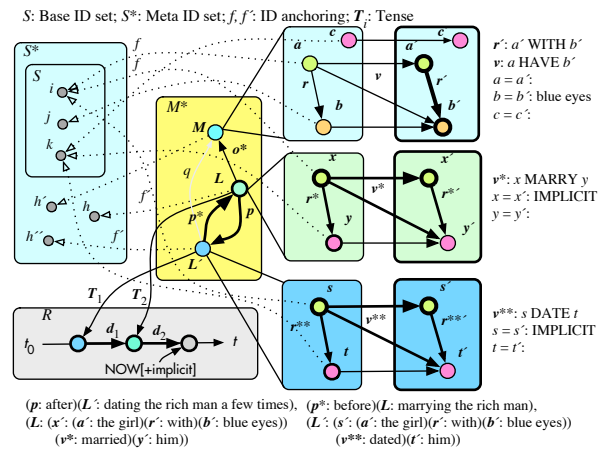 S: Base ID set; S*: Meta ID set; f, f´: ID anchoring; Ti: Tense
S*
S
i
j
k
h´
h
h´´
f
f
f´
f´
M*
M
o*
q
L
p*
p
L´
T1
T2
R
t0
d1
d2
t
NOW[+implicit]
a
c
r
b
v
a´
c
r´
b´
r´: a´ WITH b´
v: a HAVE b´
a = a´:
b = b´: blue eyes
c = c´:
x
r*
y
v*
x´
r*´
y´
v*: x MARRY y
x = x´: IMPLICIT
y = y´:
s
r**
t
v**
s´
r**´
t´
v**: s DATE t
s = s´: IMPLICIT
t = t´:
(p: after)(L´: dating the rich man a few times),
(L: (x´: (a´: the girl)(r´: with)(b´: blue eyes))
(v*: married)(y´: him))
(p*: before)(L: marrying the rich man),
(L´: (s´: (a´: the girl)(r´: with)(b´: blue eyes))
(v**: dated)(t´: him))